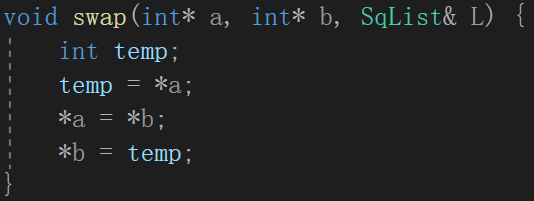 void swap(int* a, int* b, SqList& L) {
int temp;
temp = *a;
*a = *b;
*b = temp;
}